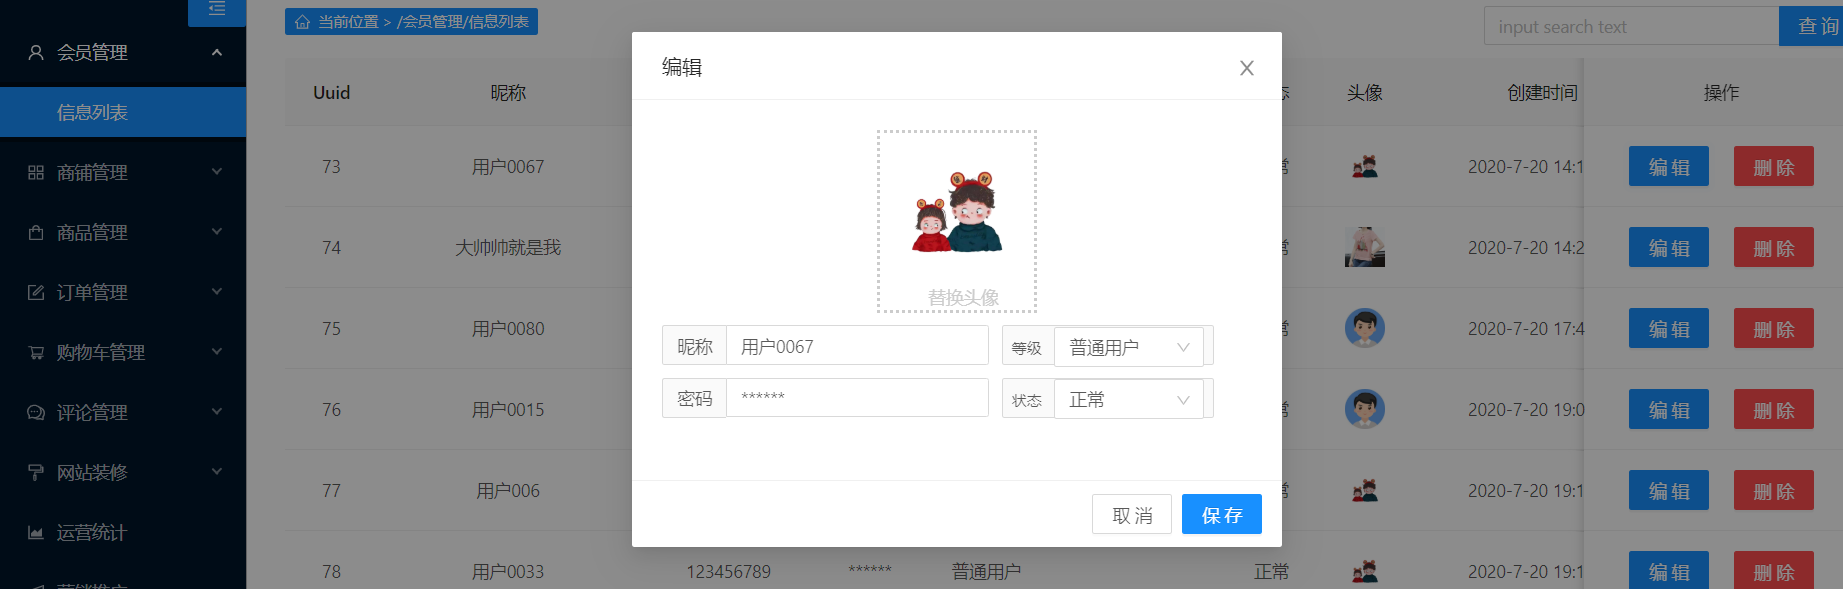 当前位置 > /会员管理/信息列表
input search text
查 询
会员管理
信息列表
商铺管理
商品管理
订单管理
购物车管理
评论管理
网站装修
运营统计
Uuid 昵称 头像 创建时间 操作
73 用户0067 常 2020-7-20 14:1 编 辑 删 除
74 大帅帅就是我 常 2020-7-20 14:2 编 辑 删 除
75 用户0080 常 2020-7-20 17:4 编 辑 删 除
76 用户0015 常 2020-7-20 19:0 编 辑 删 除
77 用户006 常 2020-7-20 19:1 编 辑 删 除
78 用户0033 123456789 ****** 普通用户 正常 2020-7-20 19:1 编 辑 删 除
编辑
替换头像
昵称 用户0067 等级 普通用户
密码 ****** 状态 正常
取 消 保 存